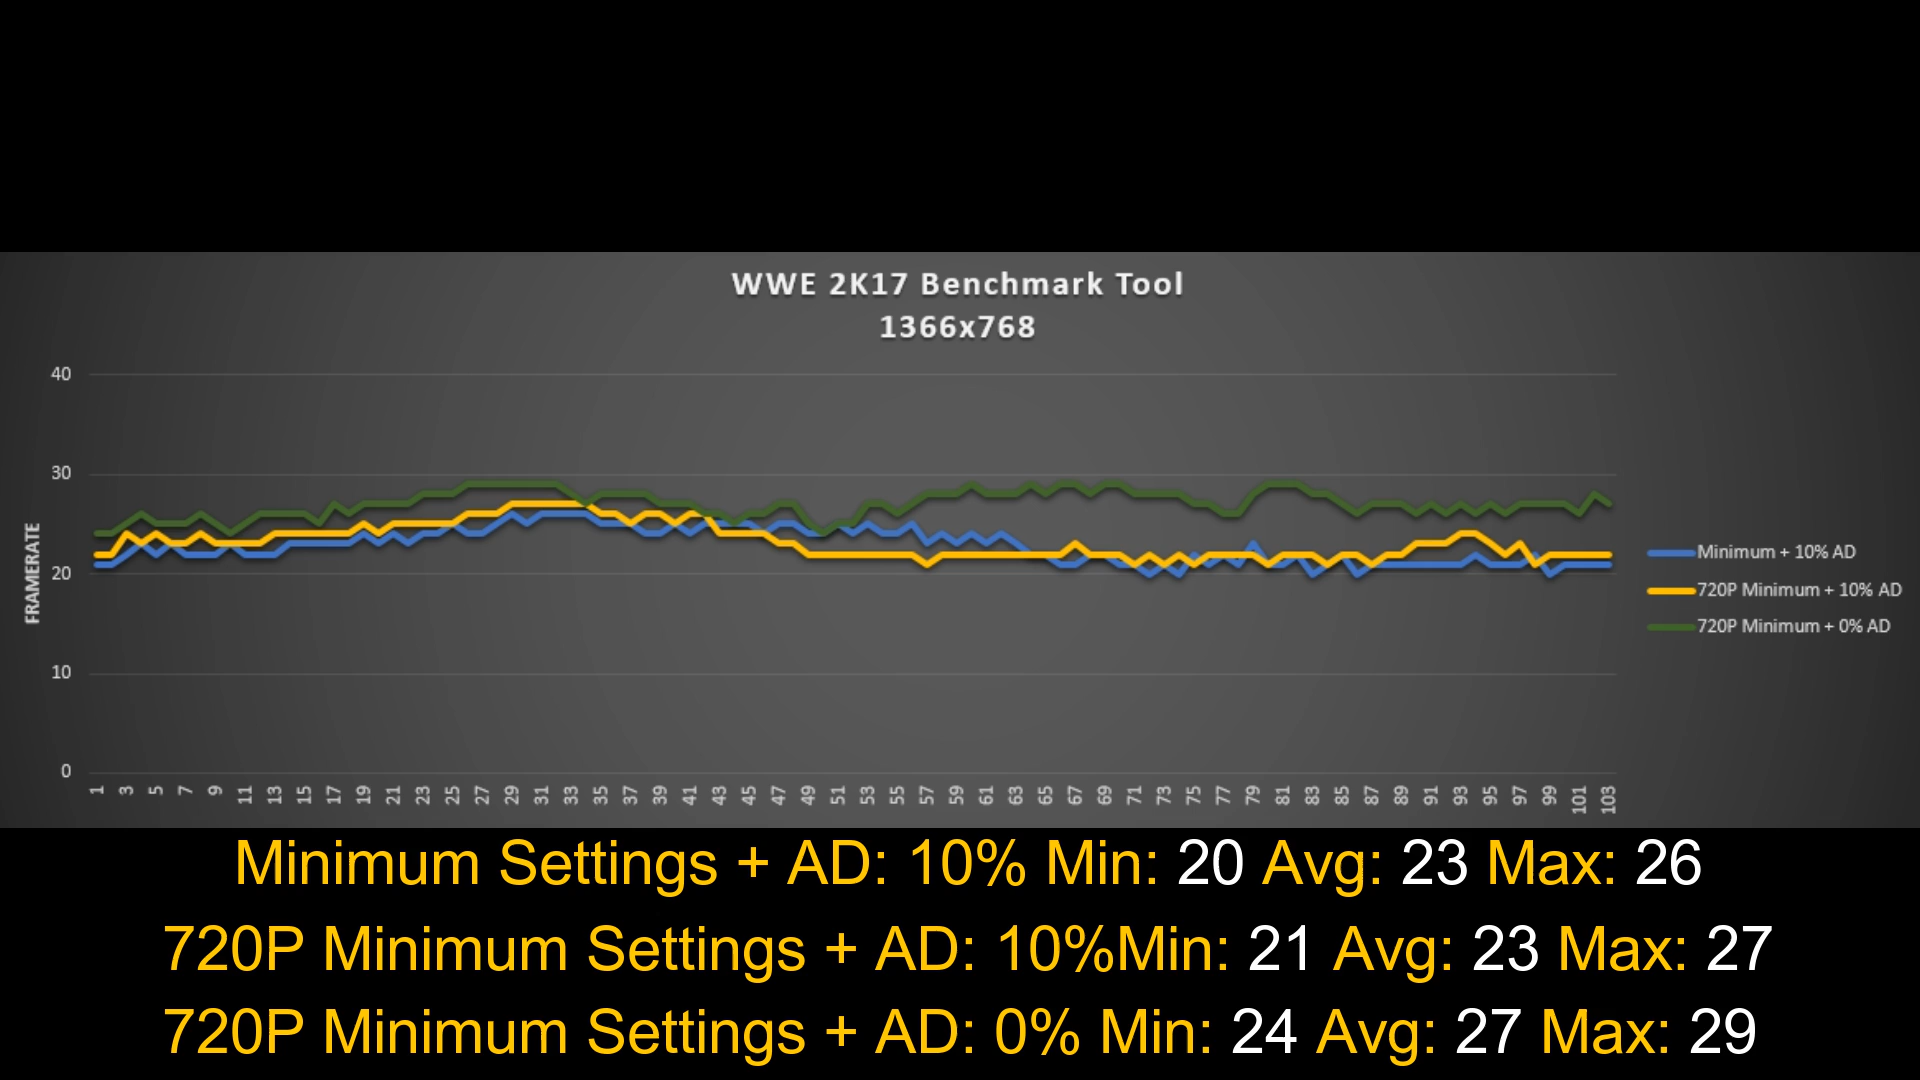 WWE 2K17 Benchmark Tool
1366x768
40
30
20
10
0
FRAMERATE
1 3 5 7 9 11 13 15 17 19 21 23 25 27 29 31 33 35 37 39 41 43 45 47 49 51 53 55 57 59 61 63 65 67 69 71 73 75 77 79 81 83 85 87 89 91 93 95 97 99 101 103
Minimum + 10% AD
720P Minimum + 10% AD
720P Minimum + 0% AD
Minimum Settings + AD: 10% Min: 20 Avg: 23 Max: 26
720P Minimum Settings + AD: 10%Min: 21 Avg: 23 Max: 27
720P Minimum Settings + AD: 0% Min: 24 Avg: 27 Max: 29